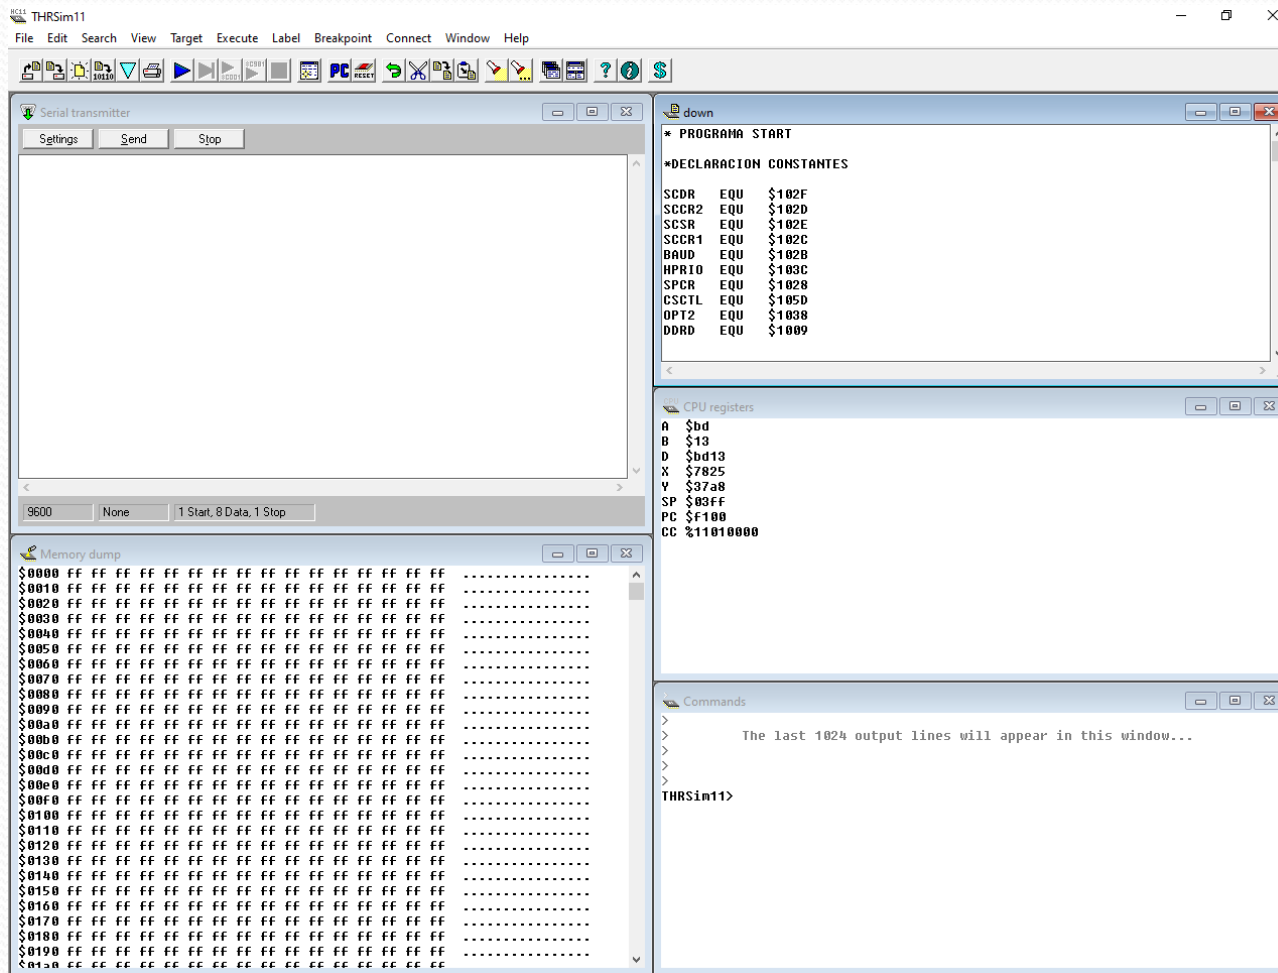 THRSim11
File Edit Search View Target Execute Label Breakpoint Connect Window Help
Serial transmitter
Settings Send Stop
9600 None 1 Start, 8 Data, 1 Stop
Memory dump
$0000 ff ff ff ff ff ff ff ff ff ff ff ff ff ff ff ff ................
$0010 ff ff ff ff ff ff ff ff ff ff ff ff ff ff ff ff ................
$0020 ff ff ff ff ff ff ff ff ff ff ff ff ff ff ff ff ................
$0030 ff ff ff ff ff ff ff ff ff ff ff ff ff ff ff ff ................
$0040 ff ff ff ff ff ff ff ff ff ff ff ff ff ff ff ff ................
$0050 ff ff ff ff ff ff ff ff ff ff ff ff ff ff ff ff ................
$0060 ff ff ff ff ff ff ff ff ff ff ff ff ff ff ff ff ................
$0070 ff ff ff ff ff ff ff ff ff ff ff ff ff ff ff ff ................
$0080 ff ff ff ff ff ff ff ff ff ff ff ff ff ff ff ff ................
$0090 ff ff ff ff ff ff ff ff ff ff ff ff ff ff ff ff ................
$00a0 ff ff ff ff ff ff ff ff ff ff ff ff ff ff ff ff ................
$00b0 ff ff ff ff ff ff ff ff ff ff ff ff ff ff ff ff ................
$00c0 ff ff ff ff ff ff ff ff ff ff ff ff ff ff ff ff ................
$00d0 ff ff ff ff ff ff ff ff ff ff ff ff ff ff ff ff ................
$00e0 ff ff ff ff ff ff ff ff ff ff ff ff ff ff ff ff ................
$00f0 ff ff ff ff ff ff ff ff ff ff ff ff ff ff ff ff ................
$0100 ff ff ff ff ff ff ff ff ff ff ff ff ff ff ff ff ................
$0110 ff ff ff ff ff ff ff ff ff ff ff ff ff ff ff ff ................
$0120 ff ff ff ff ff ff ff ff ff ff ff ff ff ff ff ff ................
$0130 ff ff ff ff ff ff ff ff ff ff ff ff ff ff ff ff ................
$0140 ff ff ff ff ff ff ff ff ff ff ff ff ff ff ff ff ................
$0150 ff ff ff ff ff ff ff ff ff ff ff ff ff ff ff ff ................
$0160 ff ff ff ff ff ff ff ff ff ff ff ff ff ff ff ff ................
$0170 ff ff ff ff ff ff ff ff ff ff ff ff ff ff ff ff ................
$0180 ff ff ff ff ff ff ff ff ff ff ff ff ff ff ff ff ................
$0190 ff ff ff ff ff ff ff ff ff ff ff ff ff ff ff ff ................
down
* PROGRAMA START
*DECLARACION CONSTANTES
SCDR EQU $102F
SCCR2 EQU $102D
SCSR EQU $102E
SCCR1 EQU $102C
BAUD EQU $102B
HPRIO EQU $103C
SPCR EQU $1028
CSCTL EQU $105D
OPT2 EQU $1038
DDRD EQU $1009
CPU registers
A $bd
B $13
D $bd13
X $7825
Y $37a8
SP $03ff
PC $f100
CC %11010000
Commands
>
> The last 1024 output lines will appear in this window...
>
>
>
THRSim11>